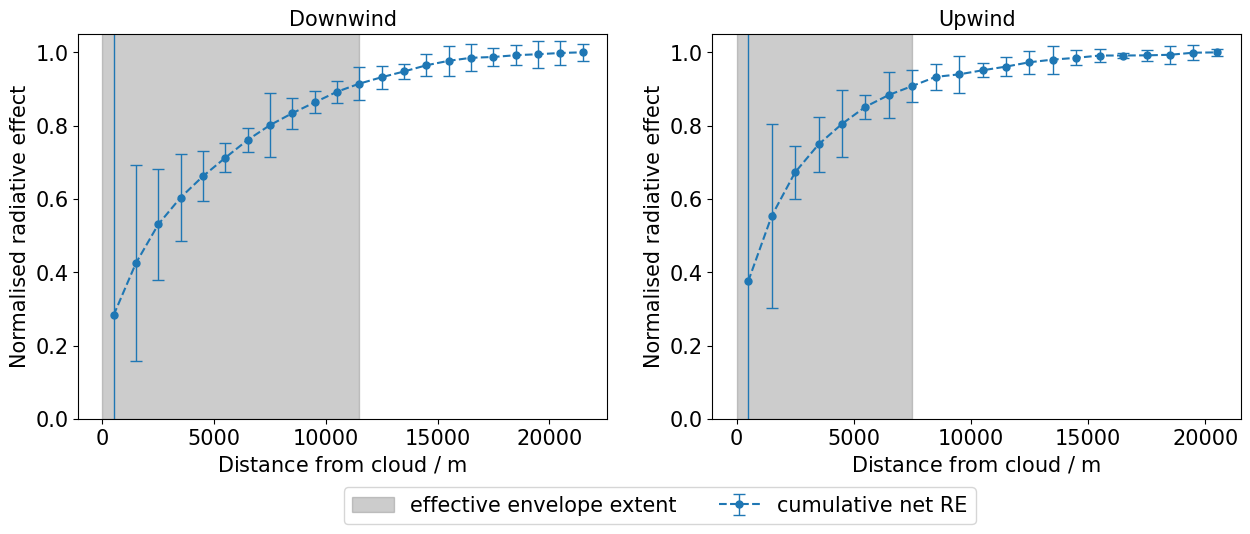 Downwind
Normalised radiative effect
1.0
0.8
0.6
0.4
0.2
0.0
0 5000 10000 15000 20000
Distance from cloud / m
Upwind
Normalised radiative effect
1.0
0.8
0.6
0.4
0.2
0.0
0 5000 10000 15000 20000
Distance from cloud / m
effective envelope extent cumulative net RE